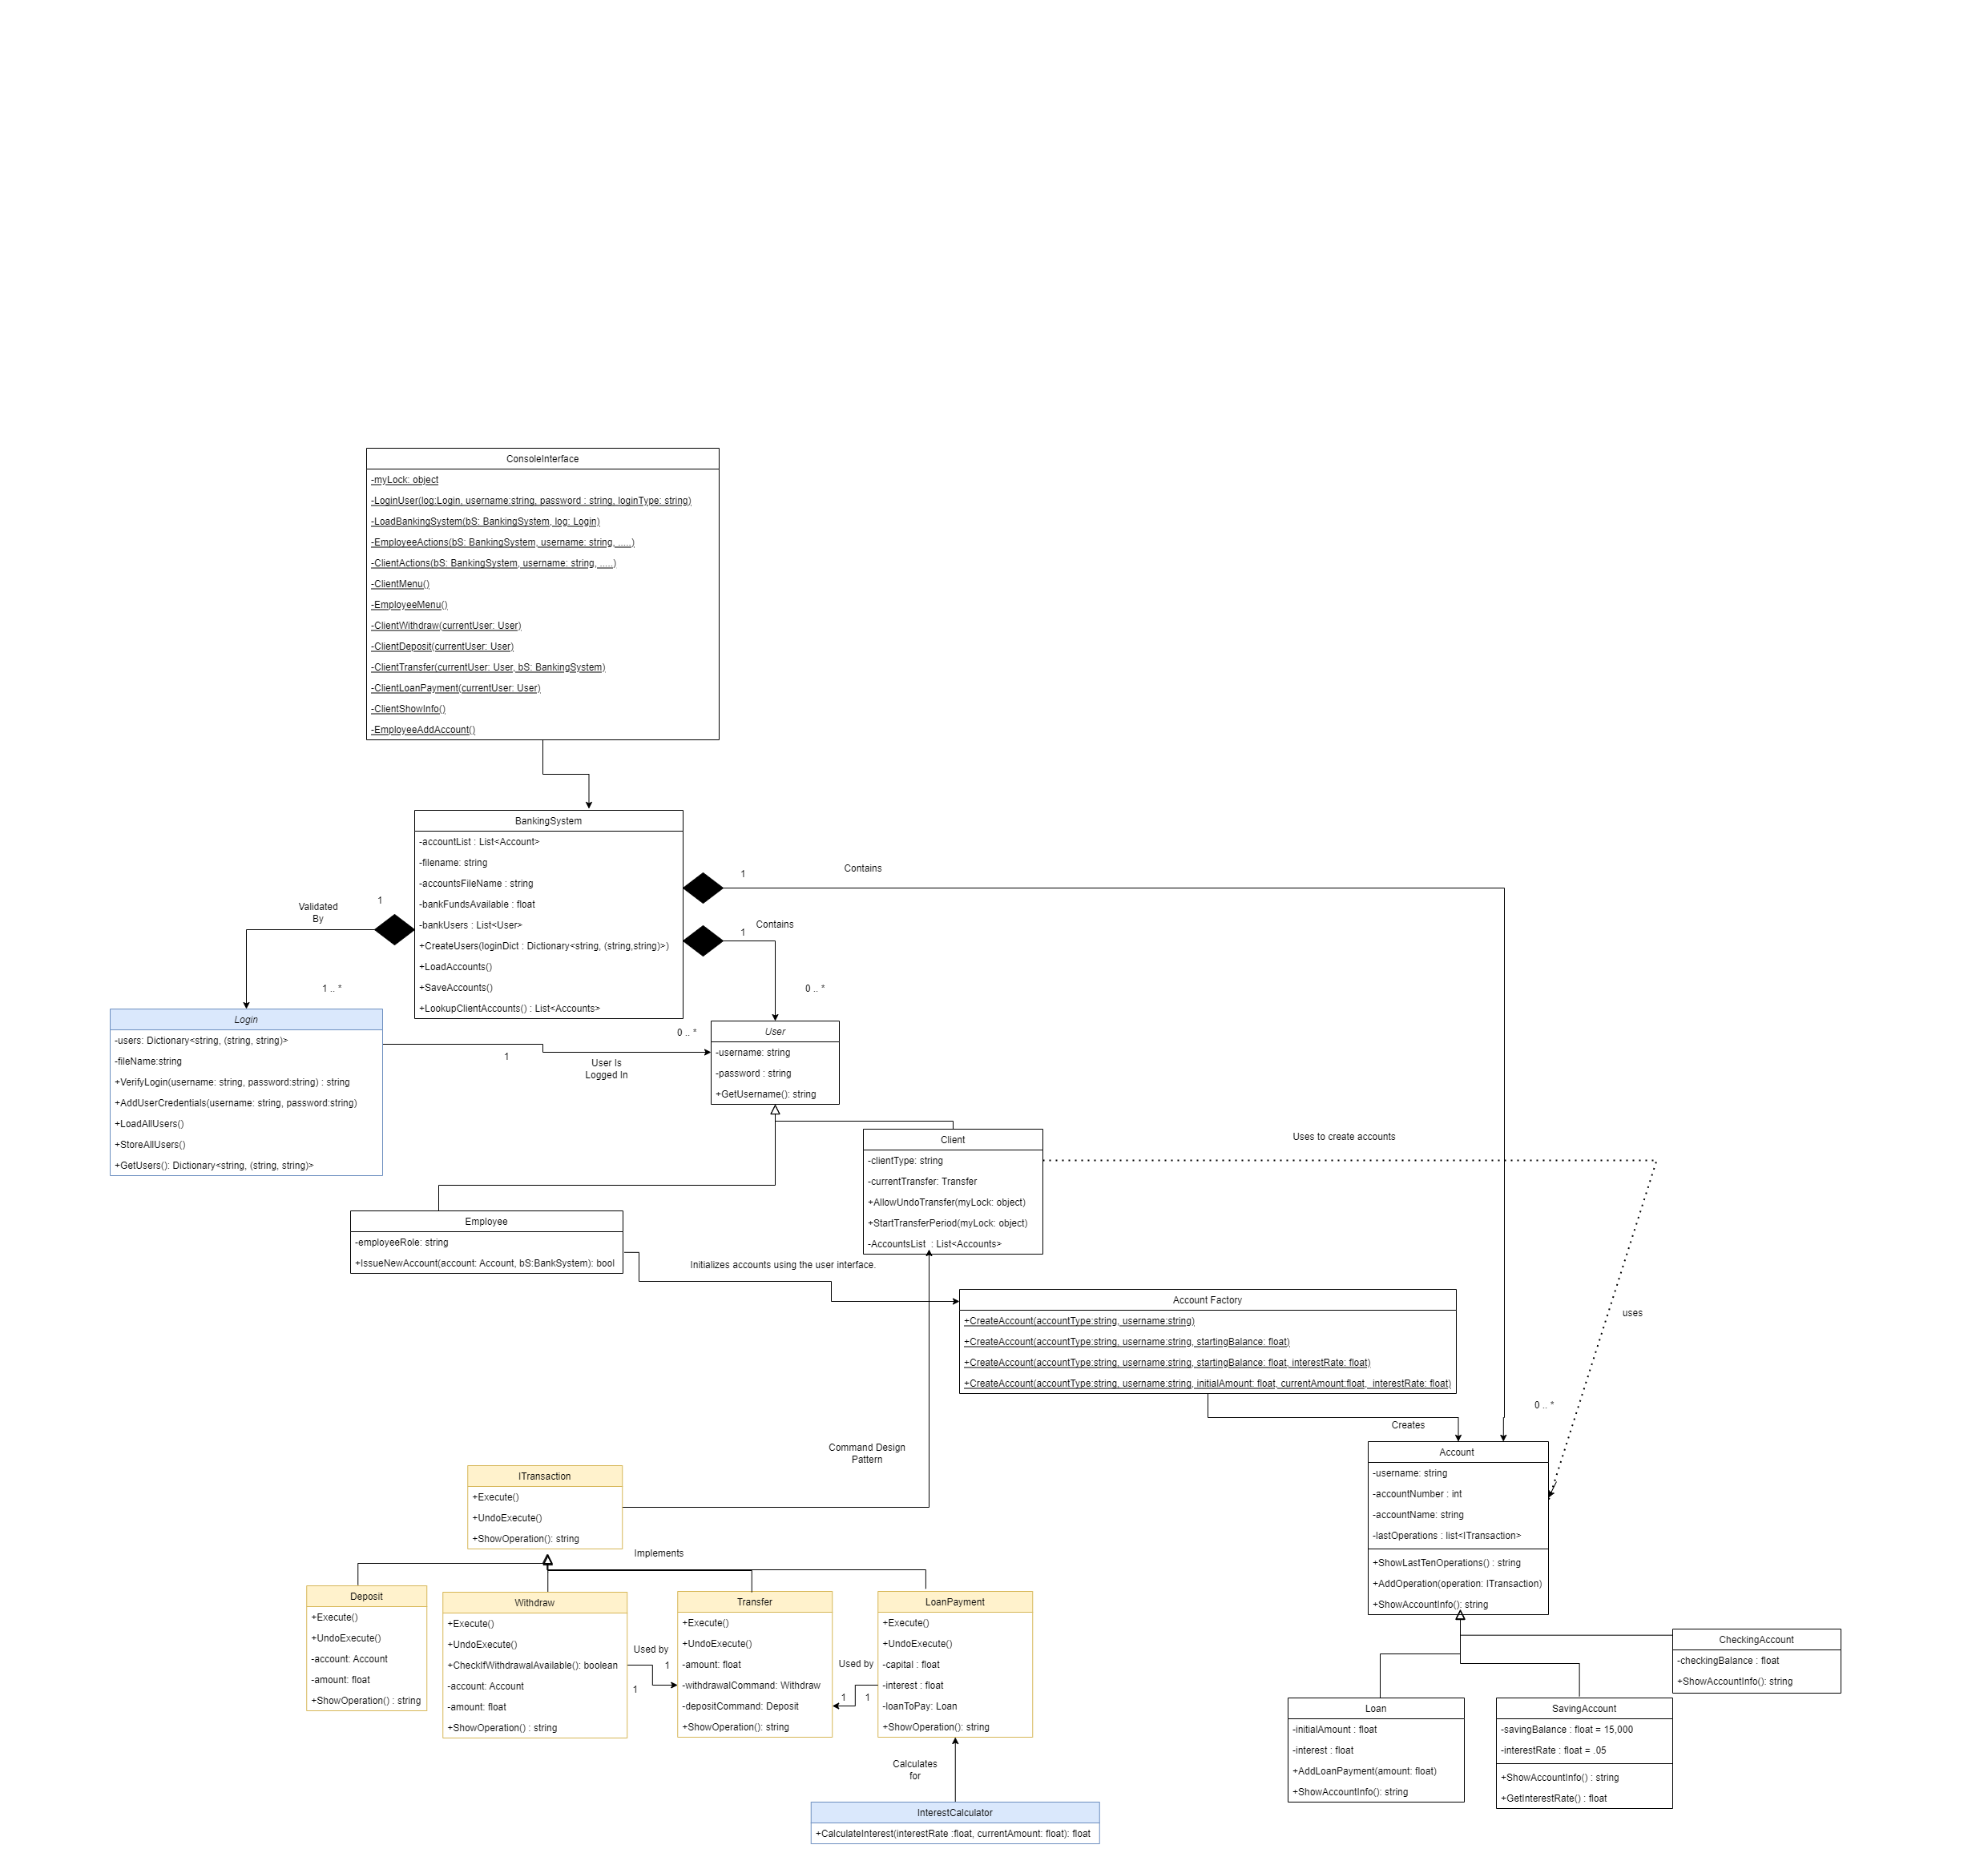 ConsoleInterface
-myLock: object
-LoginUser(log:Login, username:string, password : string, loginType: string)
-LoadBankingSystem(bS: BankingSystem, log: Login)
-EmployeeActions(bS: BankingSystem, username: string, .....)
-ClientActions(bS: BankingSystem, username: string, .....)
-ClientMenu()
-EmployeeMenu()
-ClientWithdraw(currentUser: User)
-ClientDeposit(currentUser: User)
-ClientTransfer(currentUser: User, bS: BankingSystem)
-ClientLoanPayment(currentUser: User)
-ClientShowInfo()
-EmployeeAddAccount()
BankingSystem
-accountList : List<Account>
-filename: string
-accountsFileName : string
-bankFundsAvailable : float
-bankUsers : List<User>
+CreateUsers(loginDict : Dictionary<string, (string,string)>)
+LoadAccounts()
+SaveAccounts()
+LookupClientAccounts() : List<Accounts>
1
Contains
1
Contains
0 .. *
1
Validated
By
1 .. *
Login
-users: Dictionary<string, (string, string)>
-fileName:string
+VerifyLogin(username: string, password:string) : string
+AddUserCredentials(username: string, password:string)
+LoadAllUsers()
+StoreAllUsers()
+GetUsers(): Dictionary<string, (string, string)>
1
User Is
Logged In
0 .. *
User
-username: string
-password : string
+GetUsername(): string
Client
-clientType: string
-currentTransfer: Transfer
+AllowUndoTransfer(myLock: object)
+StartTransferPeriod(myLock: object)
-AccountsList  : List<Accounts>
Uses to create accounts
uses
Employee
-employeeRole: string
+IssueNewAccount(account: Account, bS:BankSystem): bool
Initializes accounts using the user interface.
Account Factory
+CreateAccount(accountType:string, username:string)
+CreateAccount(accountType:string, username:string, startingBalance: float)
+CreateAccount(accountType:string, username:string, startingBalance: float, interestRate: float)
+CreateAccount(accountType:string, username:string, initialAmount: float, currentAmount:float,  interestRate: float)
Creates
0 .. *
Account
-username: string
-accountNumber : int
-accountName: string
-lastOperations : list<ITransaction>
+ShowLastTenOperations() : string
+AddOperation(operation: ITransaction)
+ShowAccountInfo(): string
Command Design
Pattern
ITransaction
+Execute()
+UndoExecute()
+ShowOperation(): string
Implements
Deposit
+Execute()
+UndoExecute()
-account: Account
-amount: float
+ShowOperation() : string
Withdraw
+Execute()
+UndoExecute()
+CheckIfWithdrawalAvailable(): boolean
-account: Account
-amount: float
+ShowOperation() : string
Used by
1
1
Transfer
+Execute()
+UndoExecute()
-amount: float
-withdrawalCommand: Withdraw
-depositCommand: Deposit
+ShowOperation(): string
Used by
1
1
LoanPayment
+Execute()
+UndoExecute()
-capital : float
-interest : float
-loanToPay: Loan
+ShowOperation(): string
Calculates
for
InterestCalculator
+CalculateInterest(interestRate :float, currentAmount: float): float
CheckingAccount
-checkingBalance : float
+ShowAccountInfo(): string
Loan
-initialAmount : float
-interest : float
+AddLoanPayment(amount: float)
+ShowAccountInfo(): string
SavingAccount
-savingBalance : float = 15,000
-interestRate : float = .05
+ShowAccountInfo() : string
+GetInterestRate() : float